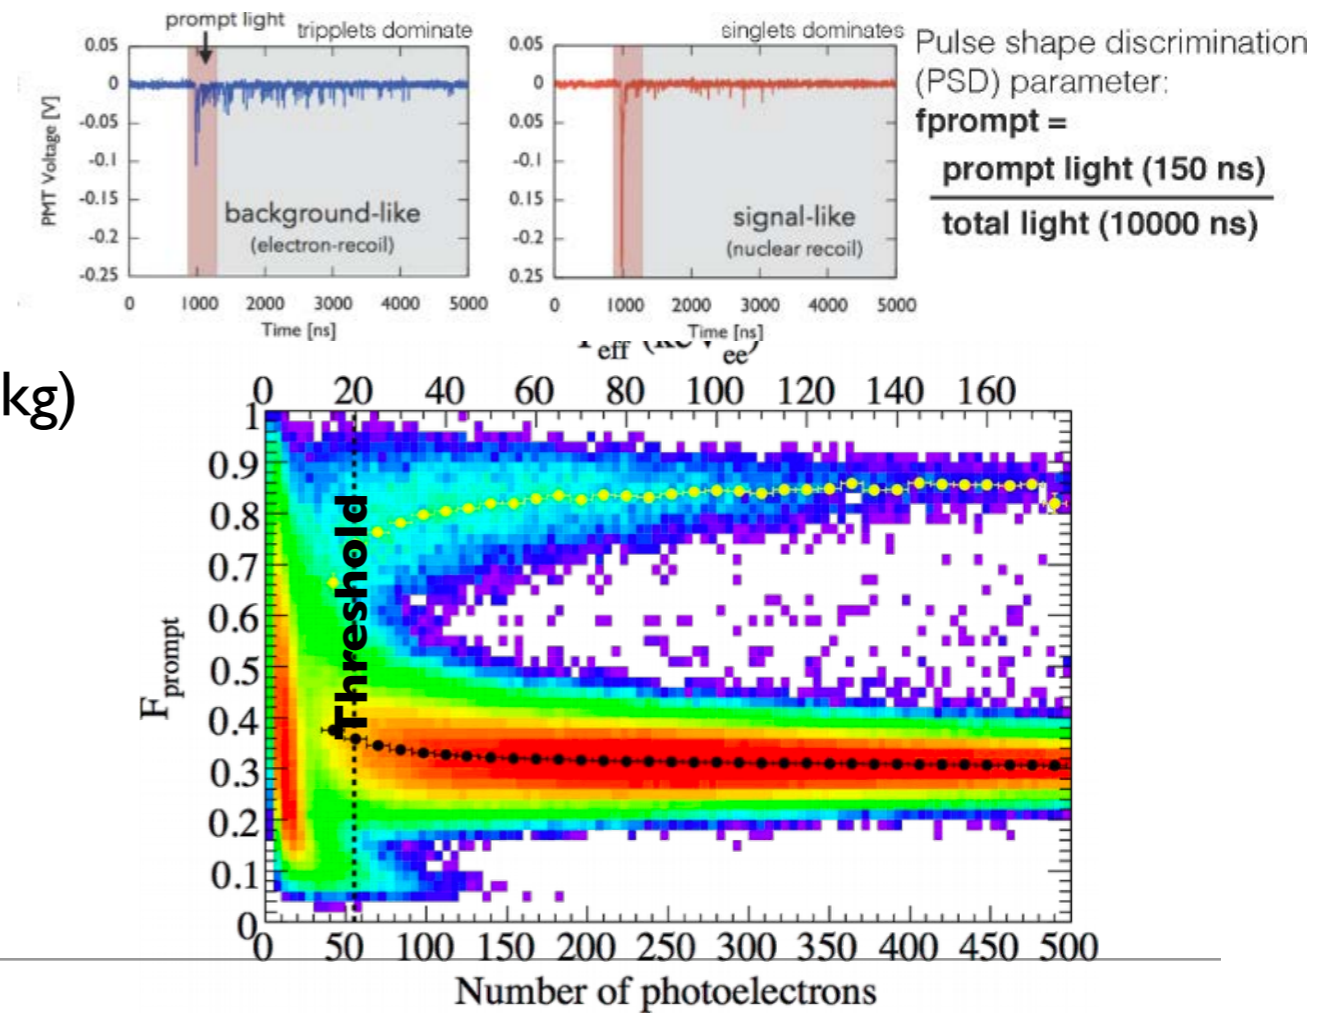 prompt light
tripplets dominate
0.05
0
-0.05
-0.1
-0.15
-0.2
-0.25
PMT Voltage [V]
background-like
(electron-recoil)
0 1000 2000 3000 4000 5000
Time [ns]
singlets dominates
0.05
0
0.05
-0.1
-0.15
-0.2
0.25
signal-like
(nuclear recoil)
0 1000 2000 3000 4000 5000
Time [ns]
Pulse shape discrimination
(PSD) parameter:
fprompt =
prompt light (150 ns)
total light (10000 ns)
kg)
eff (keVee)
0 20 40 60 80 100 120 140 160
1
0.9
0.8
0.7
0.6
0.5
0.4
0.3
0.2
0.1
0
Fprompt
Threshold
0 50 100 150 200 250 300 350 400 450 500
Number of photoelectrons